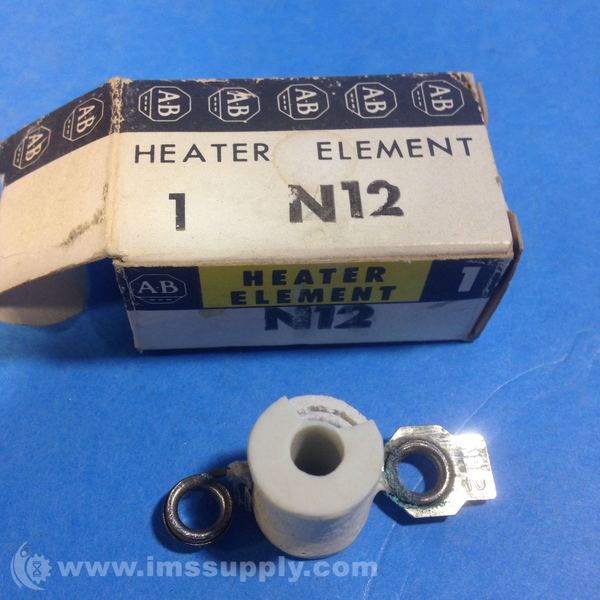 AB AB AB AB AB AB AB
HEATER ELEMENT
1 N12
AB HEATER 1
ELEMENT
N12
www.imssupply.com